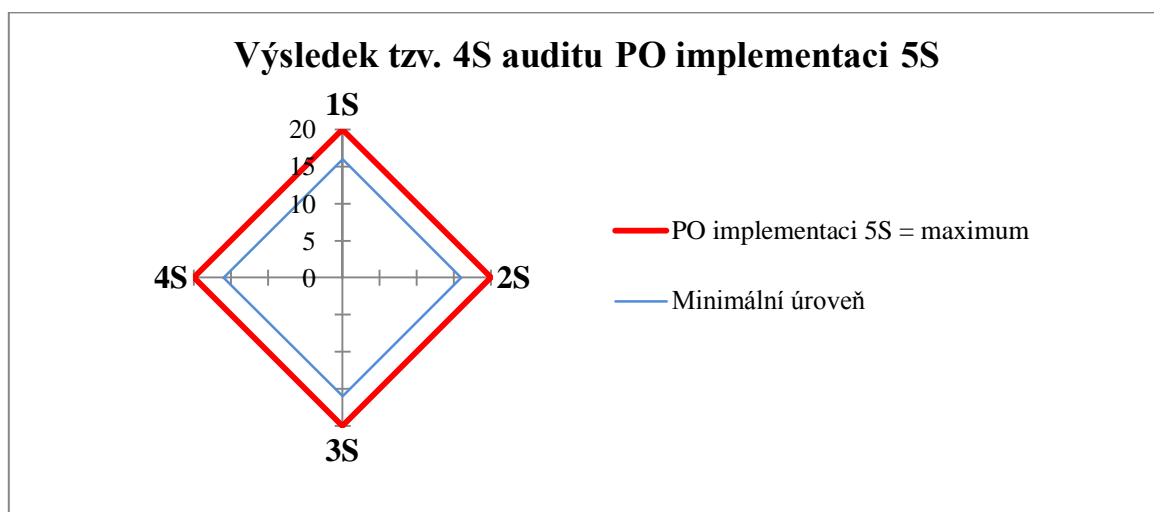 Výsledek tzv. 4S auditu PO implementaci 5S
1S
20
15
10
5
4S
0
2S
3S
PO implementaci 5S = maximum
Minimální úroveň